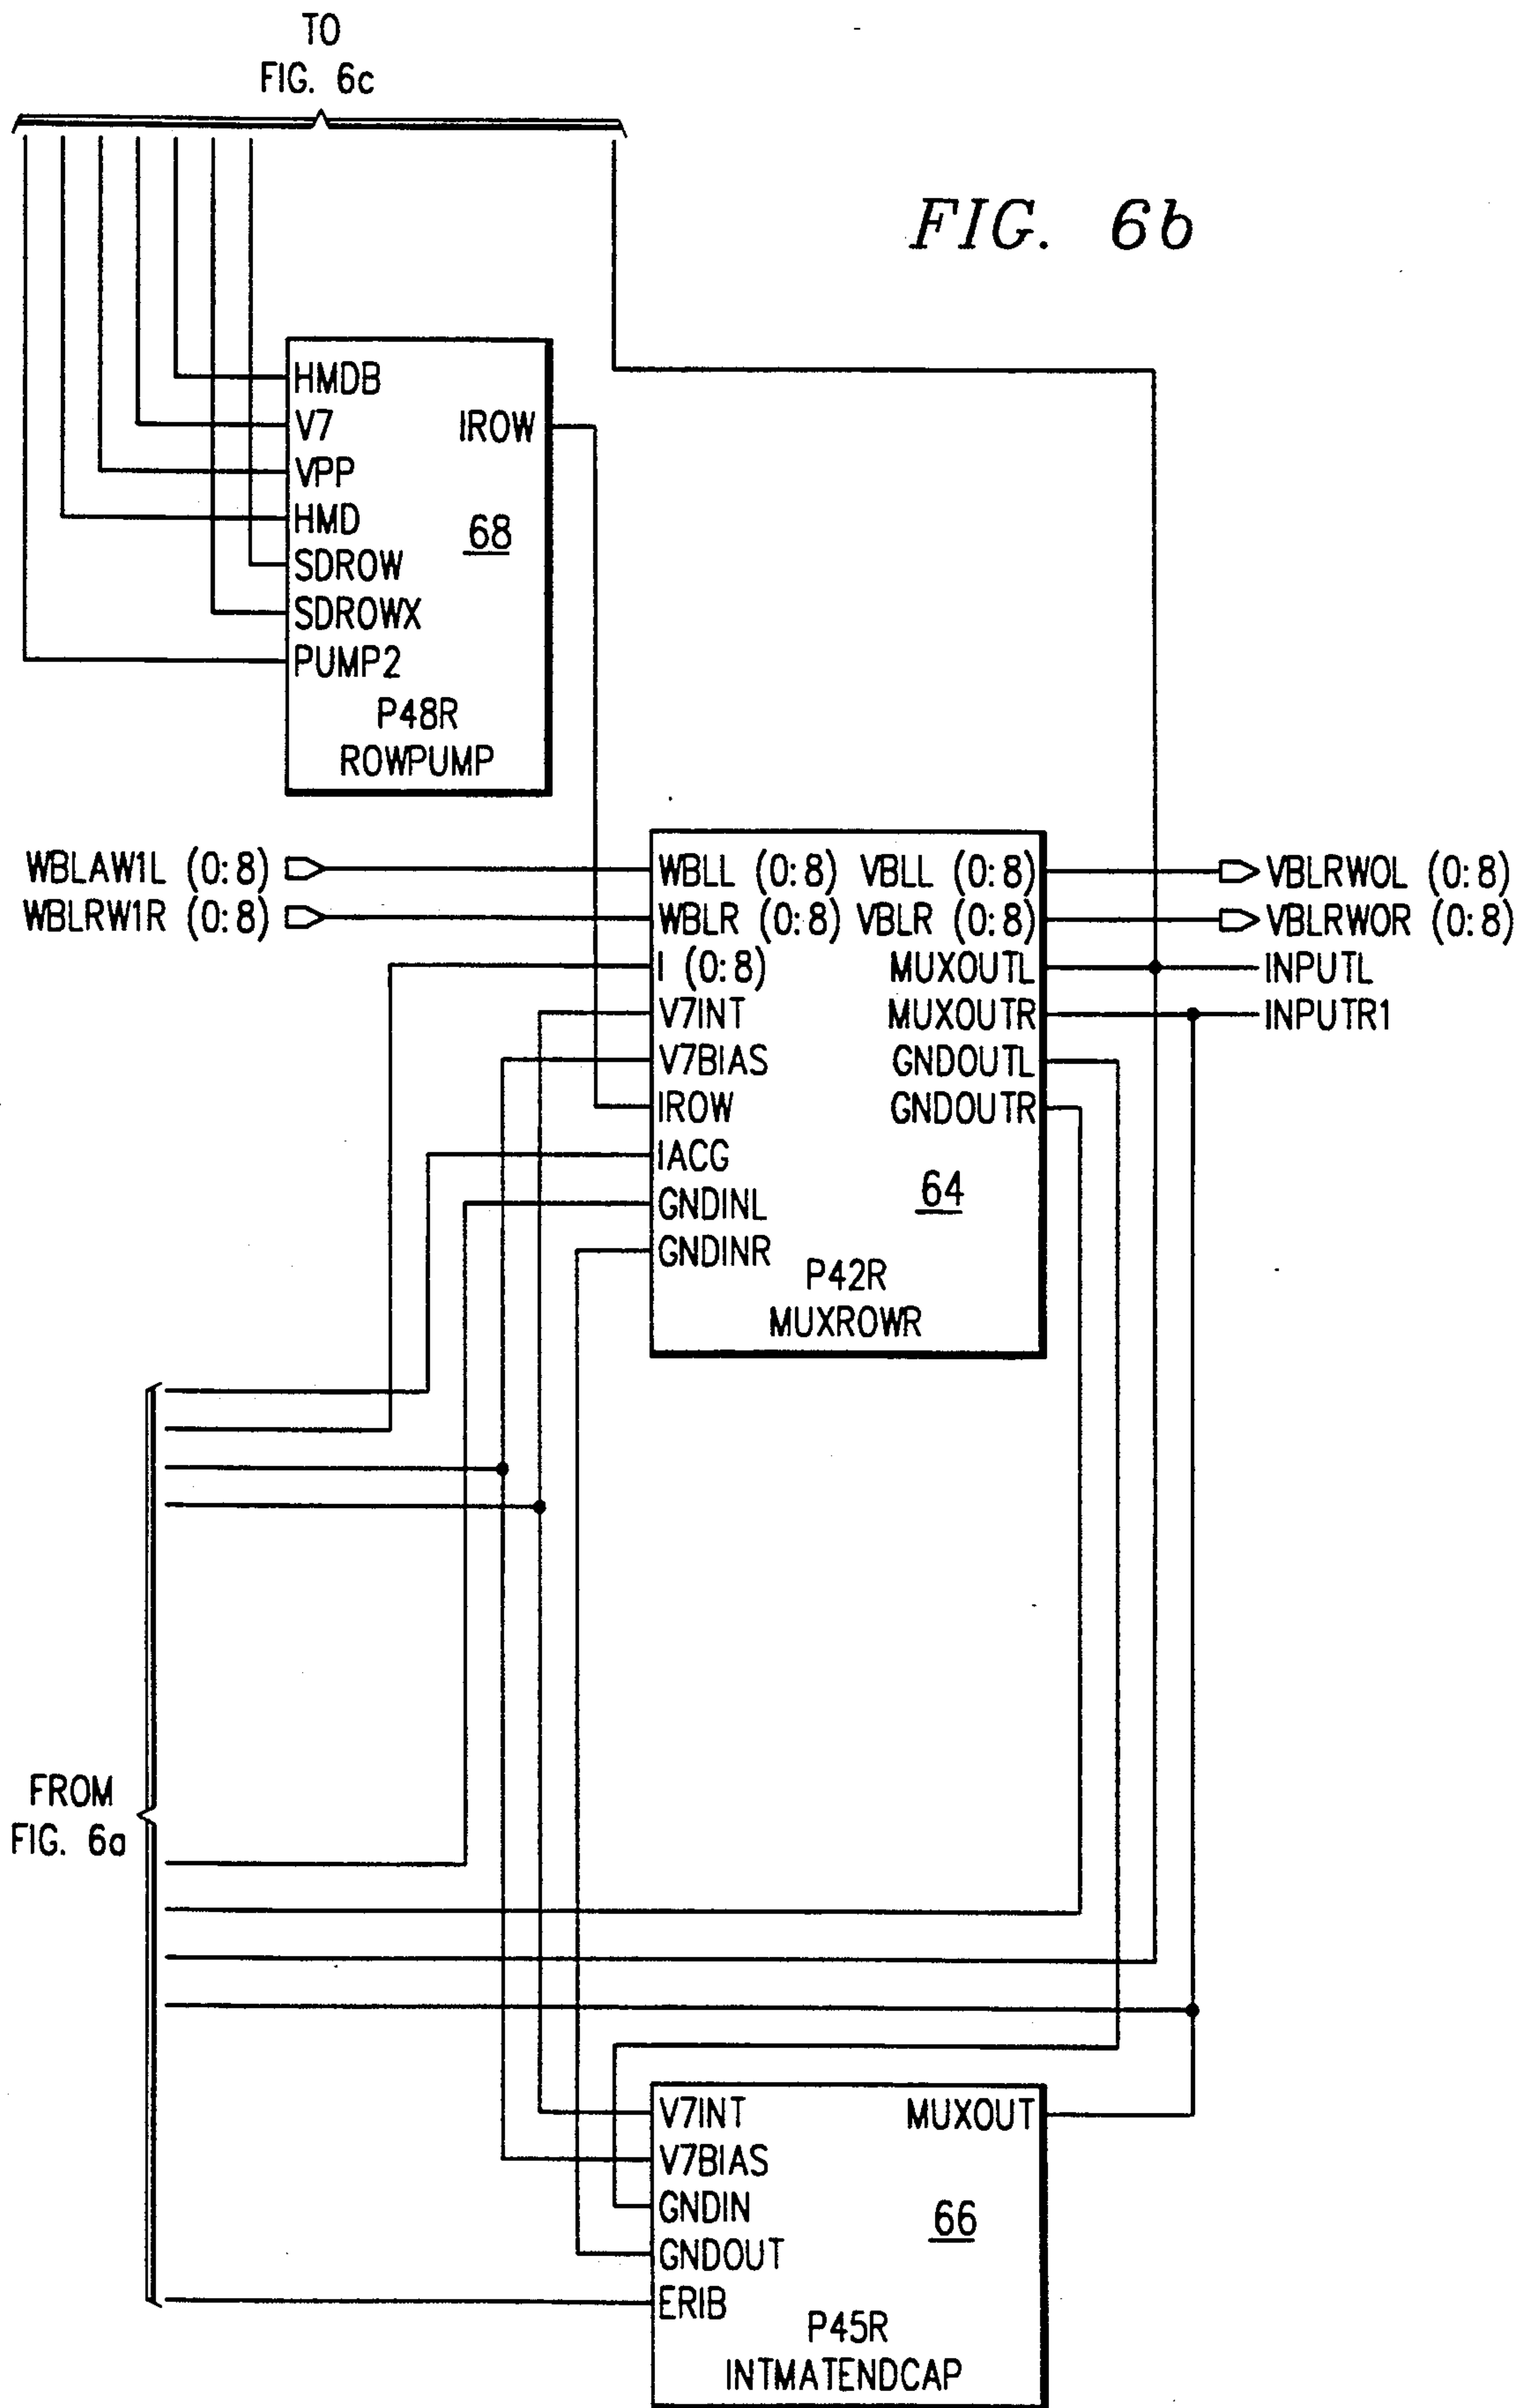 TO
FIG. 6c
FIG. 6b
HMDB
V7
IROW
VPP
HMD
68
SDROW
SDROWX
PUMP2
P48R
ROWPUMP
WBLAW1L (0:8)
WBLL (0:8) VBLL (0:8)
VBLRWOL (0:8)
WBLRW1R (0:8)
WBLR (0:8) VBLR (0:8)
VBLRWOR (0:8)
I (0:8)
MUXOUTL
INPUTL
V7INT
MUXOUTR
INPUTR1
V7BIAS
GNDOUTL
IROW
GNDOUTR
IACG
64
GNDINL
GNDINR
P42R
MUXROWR
FROM
FIG. 6a
V7INT
MUXOUT
V7BIAS
GNDIN
66
GNDOUT
ERIB
P45R
INTMATENDCAP